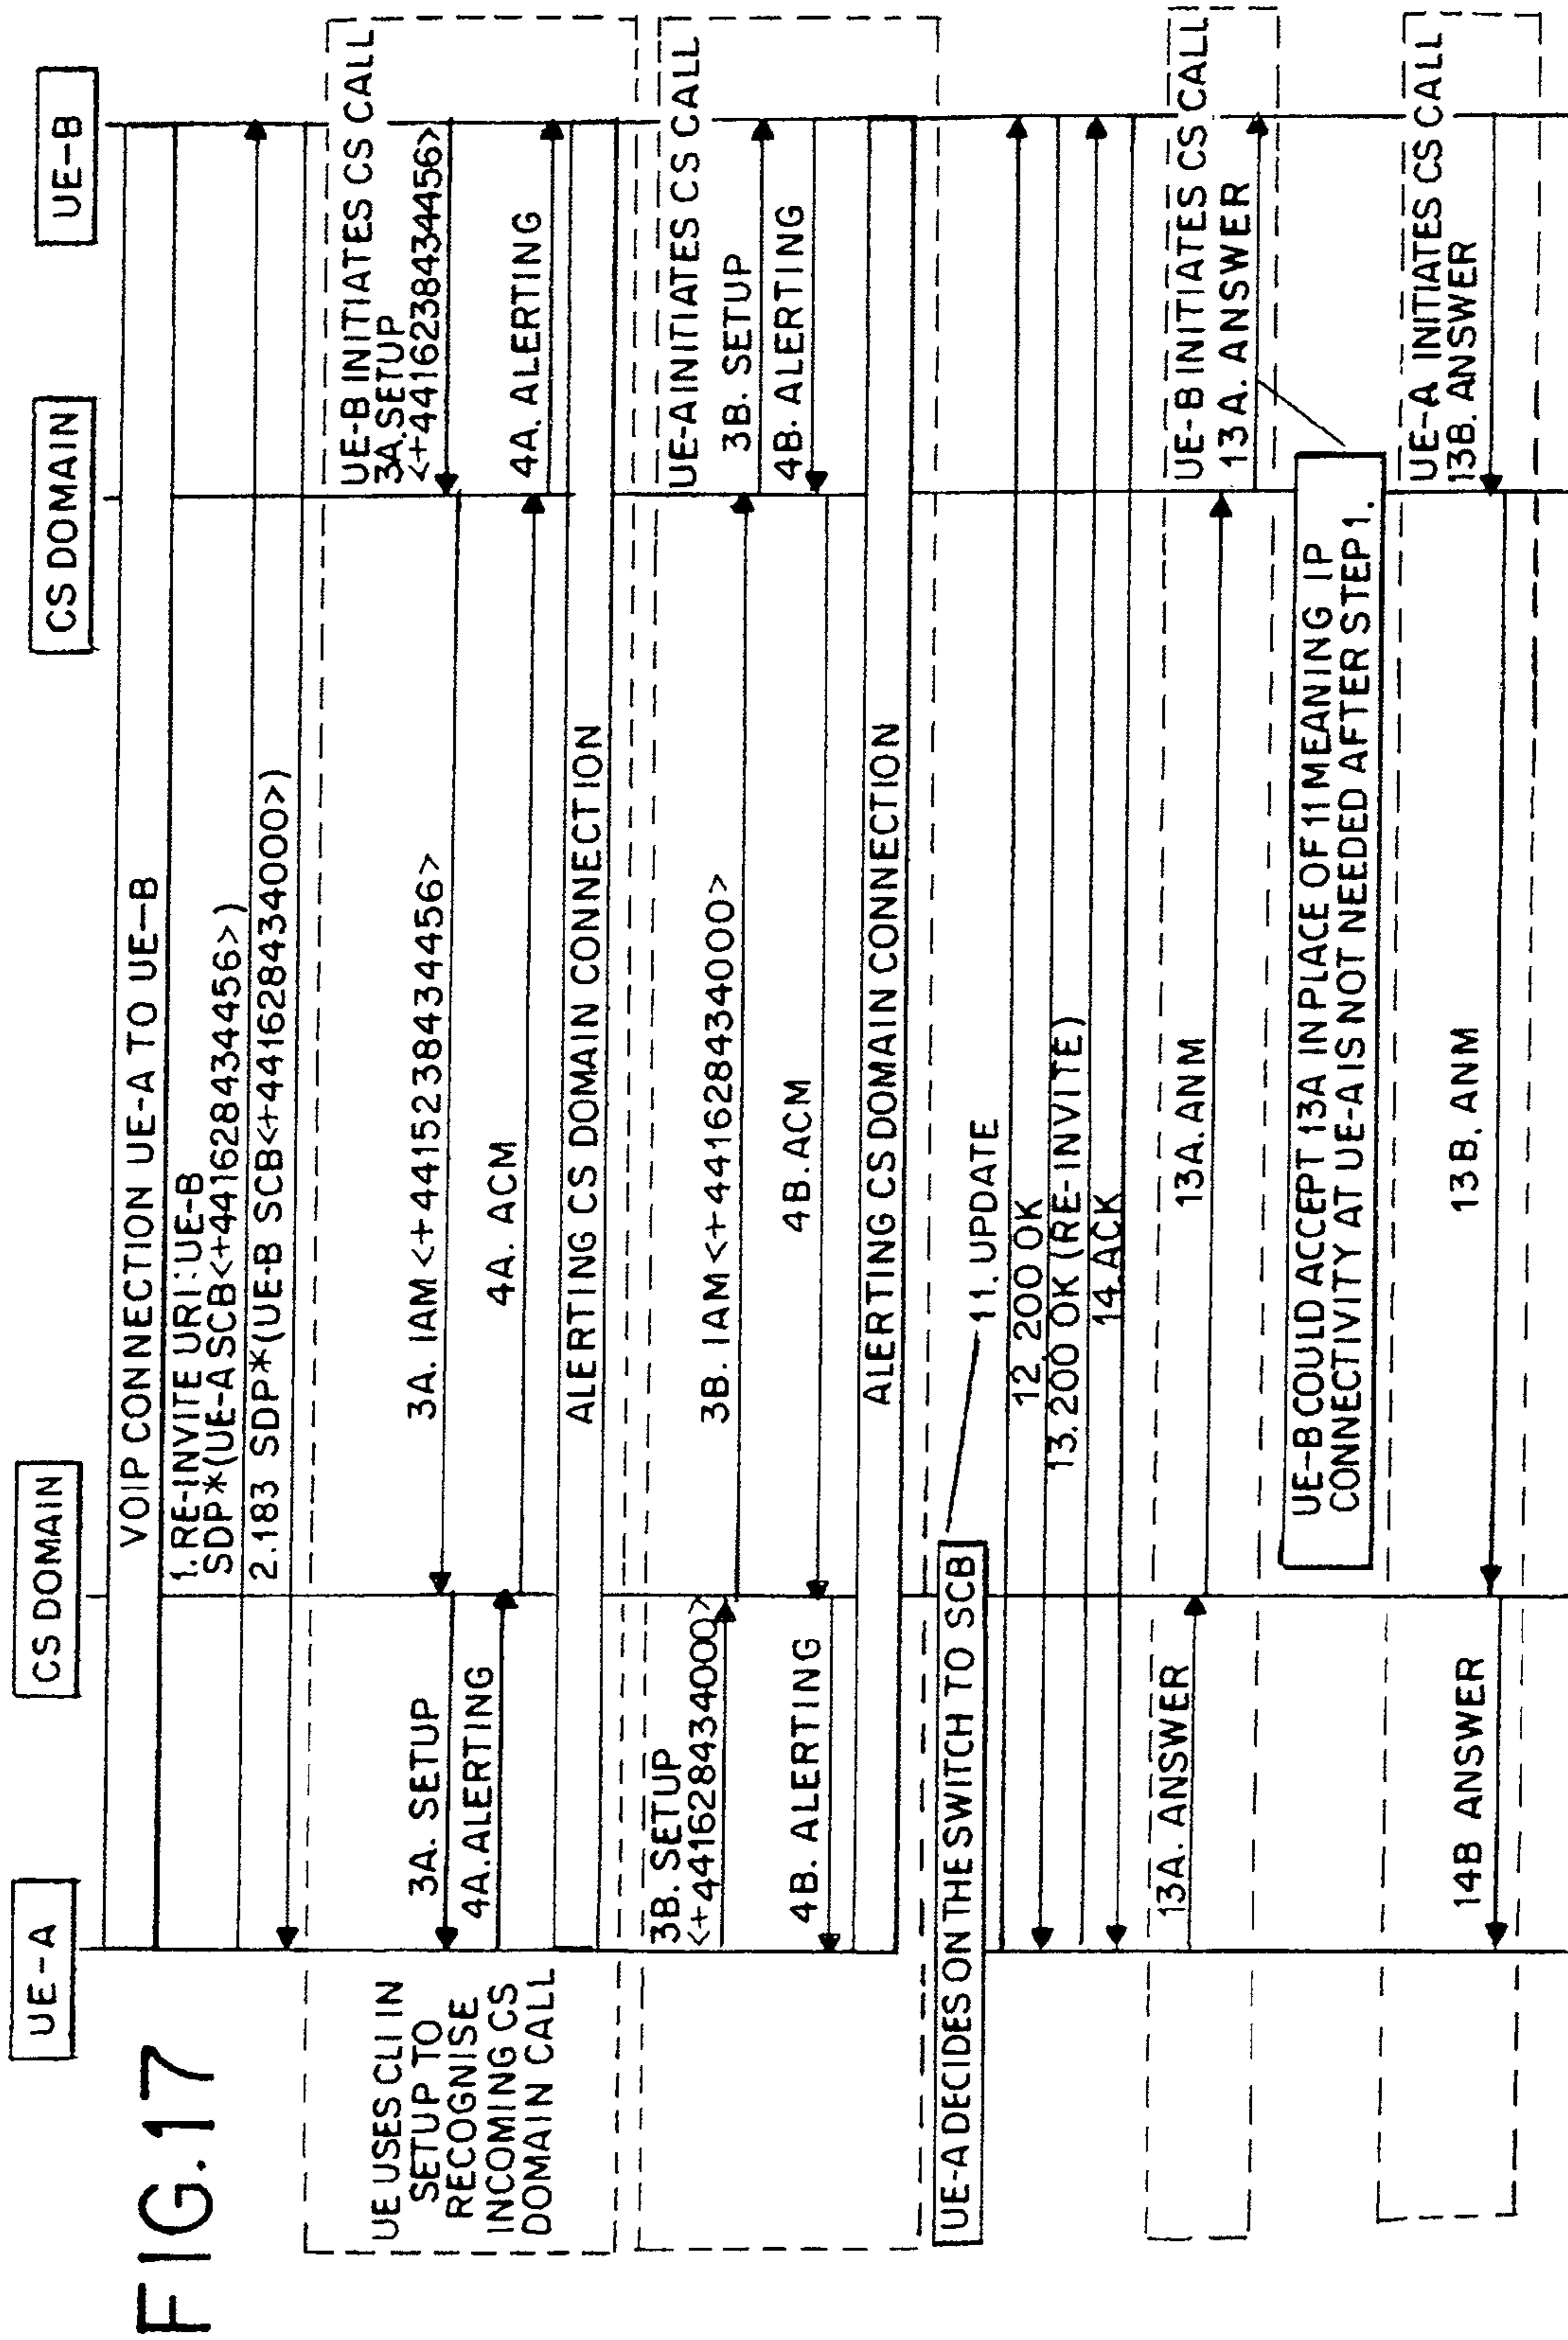 FIG.17
UE-A
CS DOMAIN
CS DOMAIN
UE-B
VOIP CONNECTION UE-A TO UE-B
1. RE-INVITE URI:UE-B
SDP*(UE-A SCB<+441628434456>)
2.183 SDP*(UE-B SCB<+441628434000>)
UE USES CLI IN
SETUP TO
RECOGNISE
INCOMING CS
DOMAIN CALL
UE-B INITIATES CS CALL
3A.SETUP
<+4416238434456>
3A. IAM <+4415238434456>
3A. SETUP
4A.ALERTING
4A. ACM
4A. ALERTING
ALERTING CS DOMAIN CONNECTION
UE-A INITIATES CS CALL
3B. SETUP
<+441628434000>
3B. IAM <+441628434000>
3B. SETUP
4B. ALERTING
4B. ACM
4B. ALERTING
ALERTING CS DOMAIN CONNECTION
UE-A DECIDES ON THE SWITCH TO SCB
11. UPDATE
12. 200 OK
13. 200 OK (RE-INVITE)
14. ACK
UE-B INITIATES CS CALL
13A. ANSWER
13A. ANM
13 A. ANSWER
UE-B COULD ACCEPT 13A IN PLACE OF 11 MEANING IP
CONNECTIVITY AT UE-A IS NOT NEEDED AFTER STEP 1.
UE-A INITIATES CS CALL
13B. ANSWER
13B. ANM
14B ANSWER